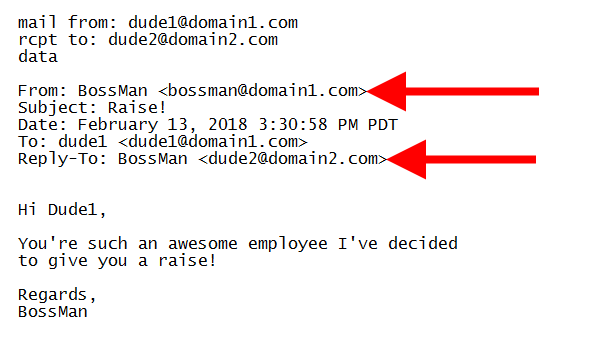 mail from: dude1@domain1.com
rcpt to: dude2@domain2.com
data
From: BossMan <bossman@domain1.com>
Subject: Raise!
Date: February 13, 2018 3:30:58 PM PDT
To: dude1 <dude1@domain1.com>
Reply-To: BossMan <dude2@domain2.com>
Hi Dude1,
You're such an awesome employee I've decided
to give you a raise!
Regards,
BossMan